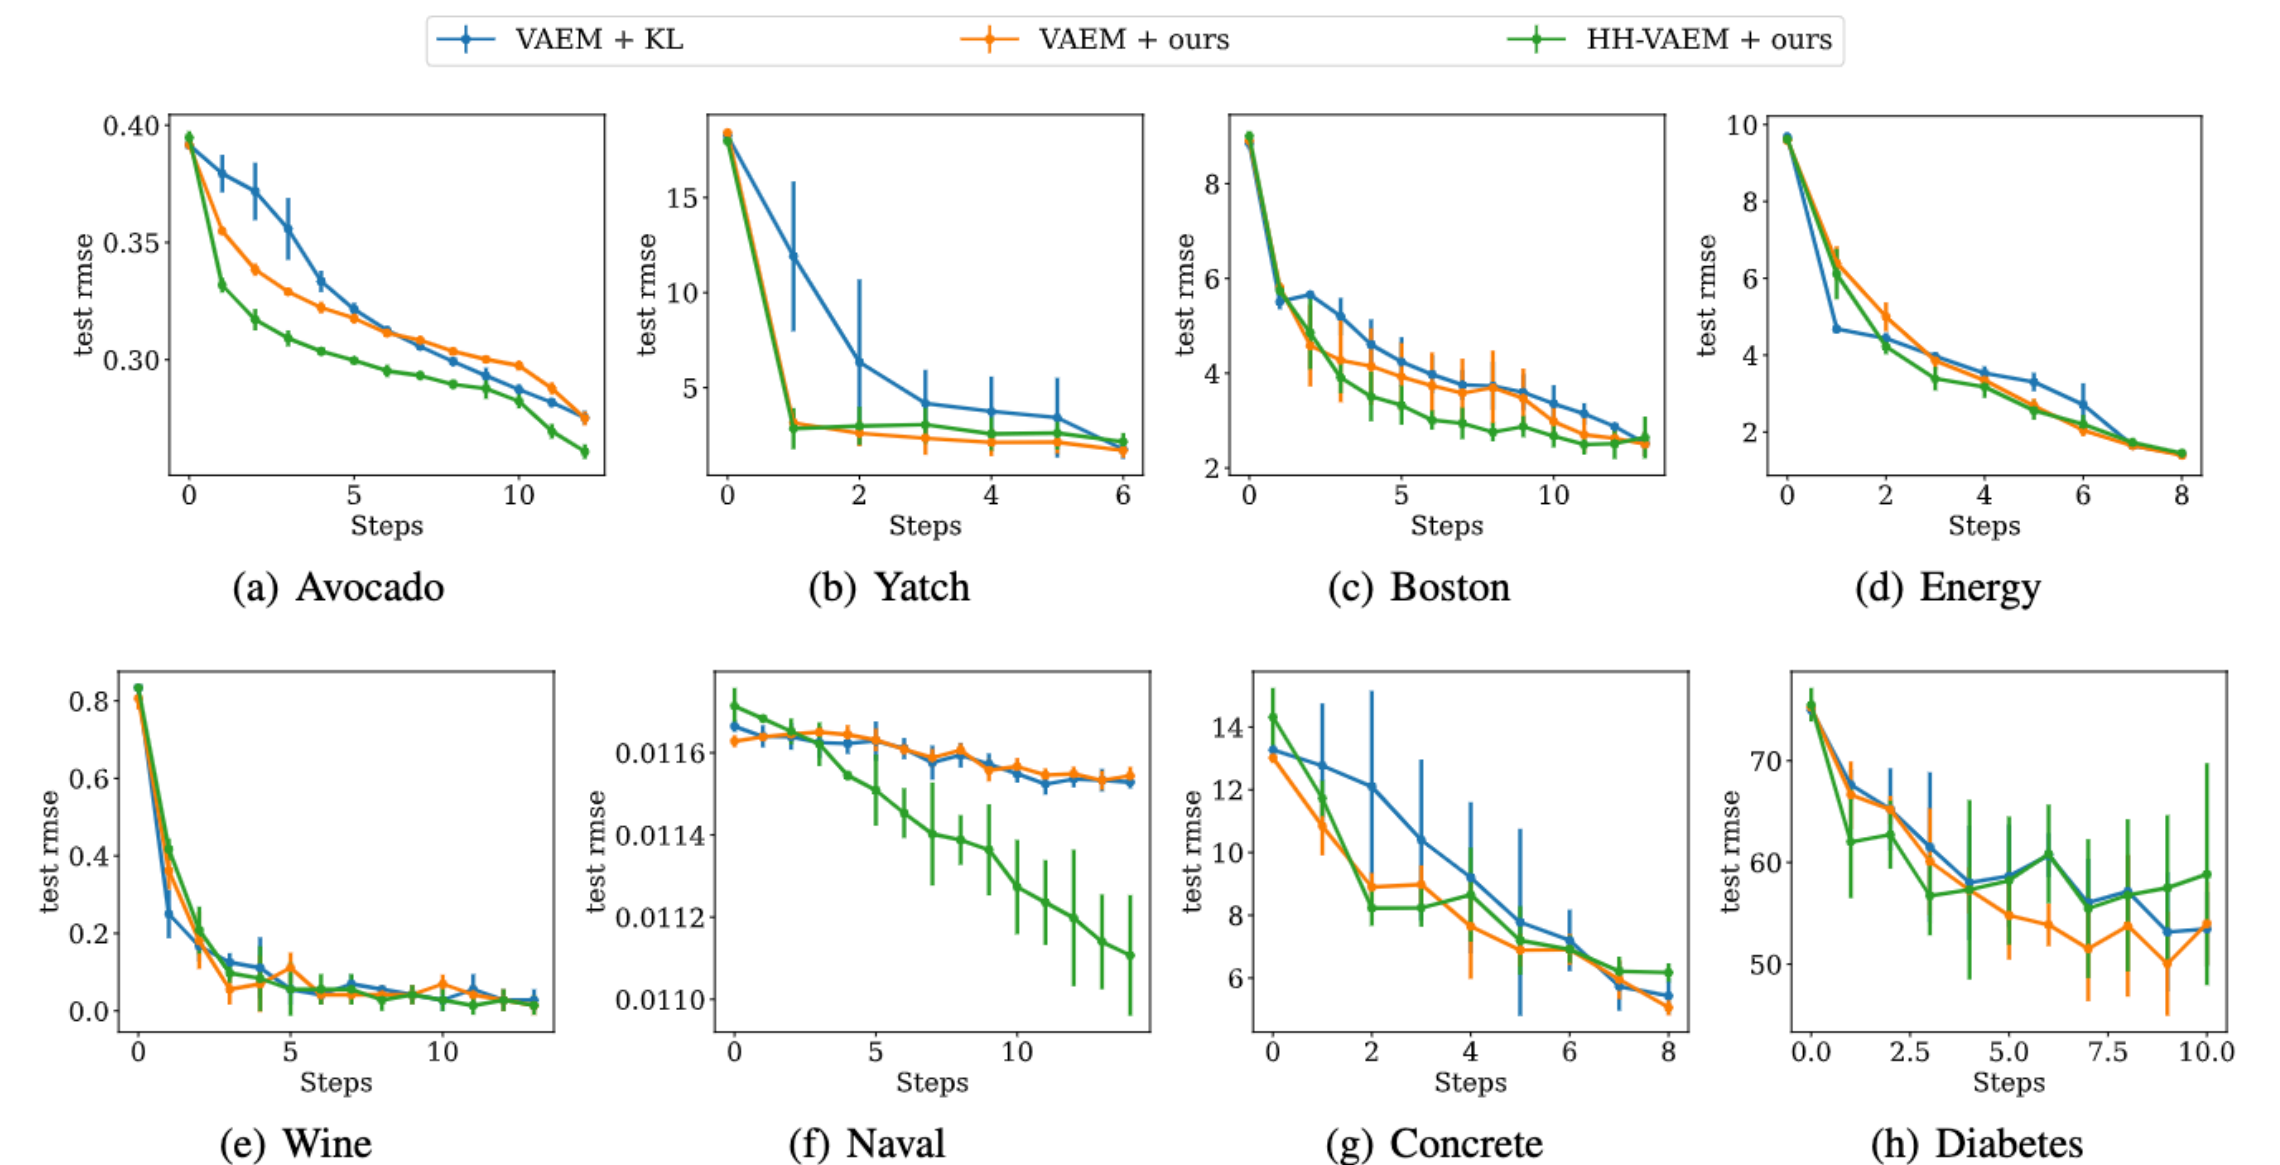 VAEM + KL VAEM + ours HH-VAEM + ours
0.40
0.35
0.30
test rmse
0 5 10
Steps
(a) Avocado
15
10
5
test rmse
0 2 4 6
Steps
(b) Yatch
8
6
4
2
test rmse
0 5 10
Steps
(c) Boston
10
8
6
4
2
test rmse
0 2 4 6 8
Steps
(d) Energy
0.8
0.6
0.4
0.2
0.0
test rmse
0 5 10
Steps
(e) Wine
0.0116
0.0114
0.0112
0.0110
test rmse
0 5 10
Steps
(f) Naval
14
12
10
8
6
test rmse
0 2 4 6 8
Steps
(g) Concrete
70
60
50
test rmse
0.0 2.5 5.0 7.5 10.0
Steps
(h) Diabetes